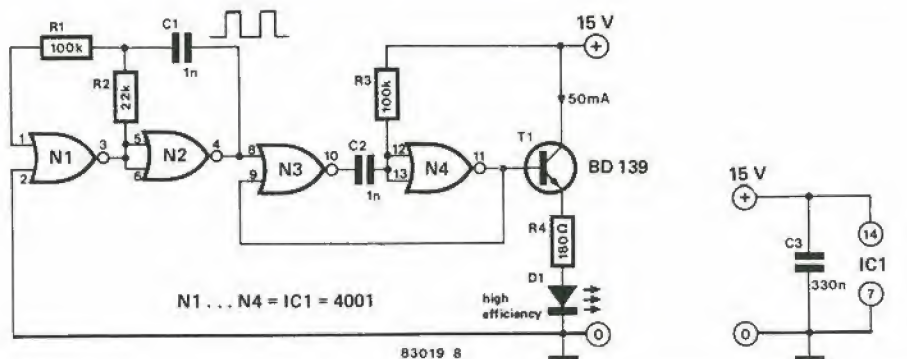 R1
100k
C1
1n
R2
22k
1
2
N1
3
5
6
N2
4
8
9
N3
10
C2
1n
R3
100k
12
13
N4
11
15 V
+
50mA
T1
BD 139
R4
180Ω
D1
high
efficiency
0
N1 . . . N4 = IC1 = 4001
83019 8
15 V
+
C3
330n
14
IC1
7
0